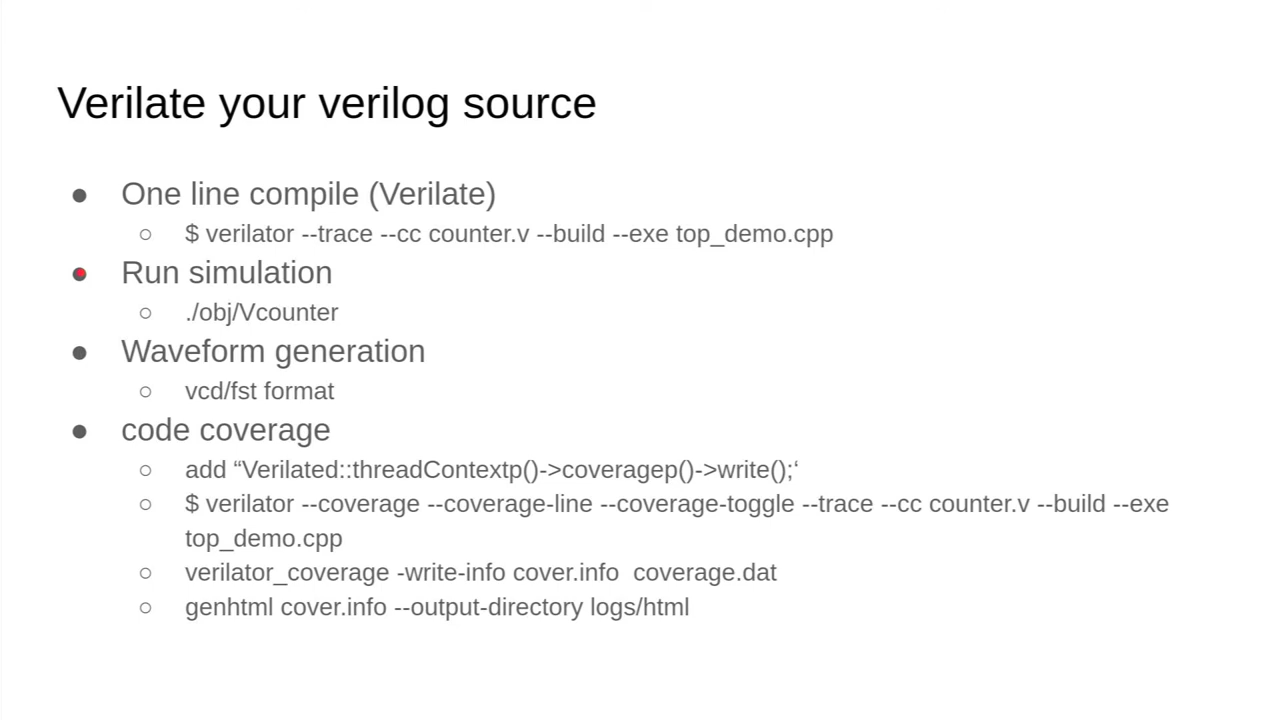 Verilate your verilog source
● One line compile (Verilate)
○ $ verilator --trace --cc counter.v --build --exe top_demo.cpp
● Run simulation
○ ./obj/Vcounter
● Waveform generation
○ vcd/fst format
● code coverage
○ add “Verilated::threadContextp()->coveragep()->write();‘
○ $ verilator --coverage --coverage-line --coverage-toggle --trace --cc counter.v --build --exe
top_demo.cpp
○ verilator_coverage -write-info cover.info  coverage.dat
○ genhtml cover.info --output-directory logs/html